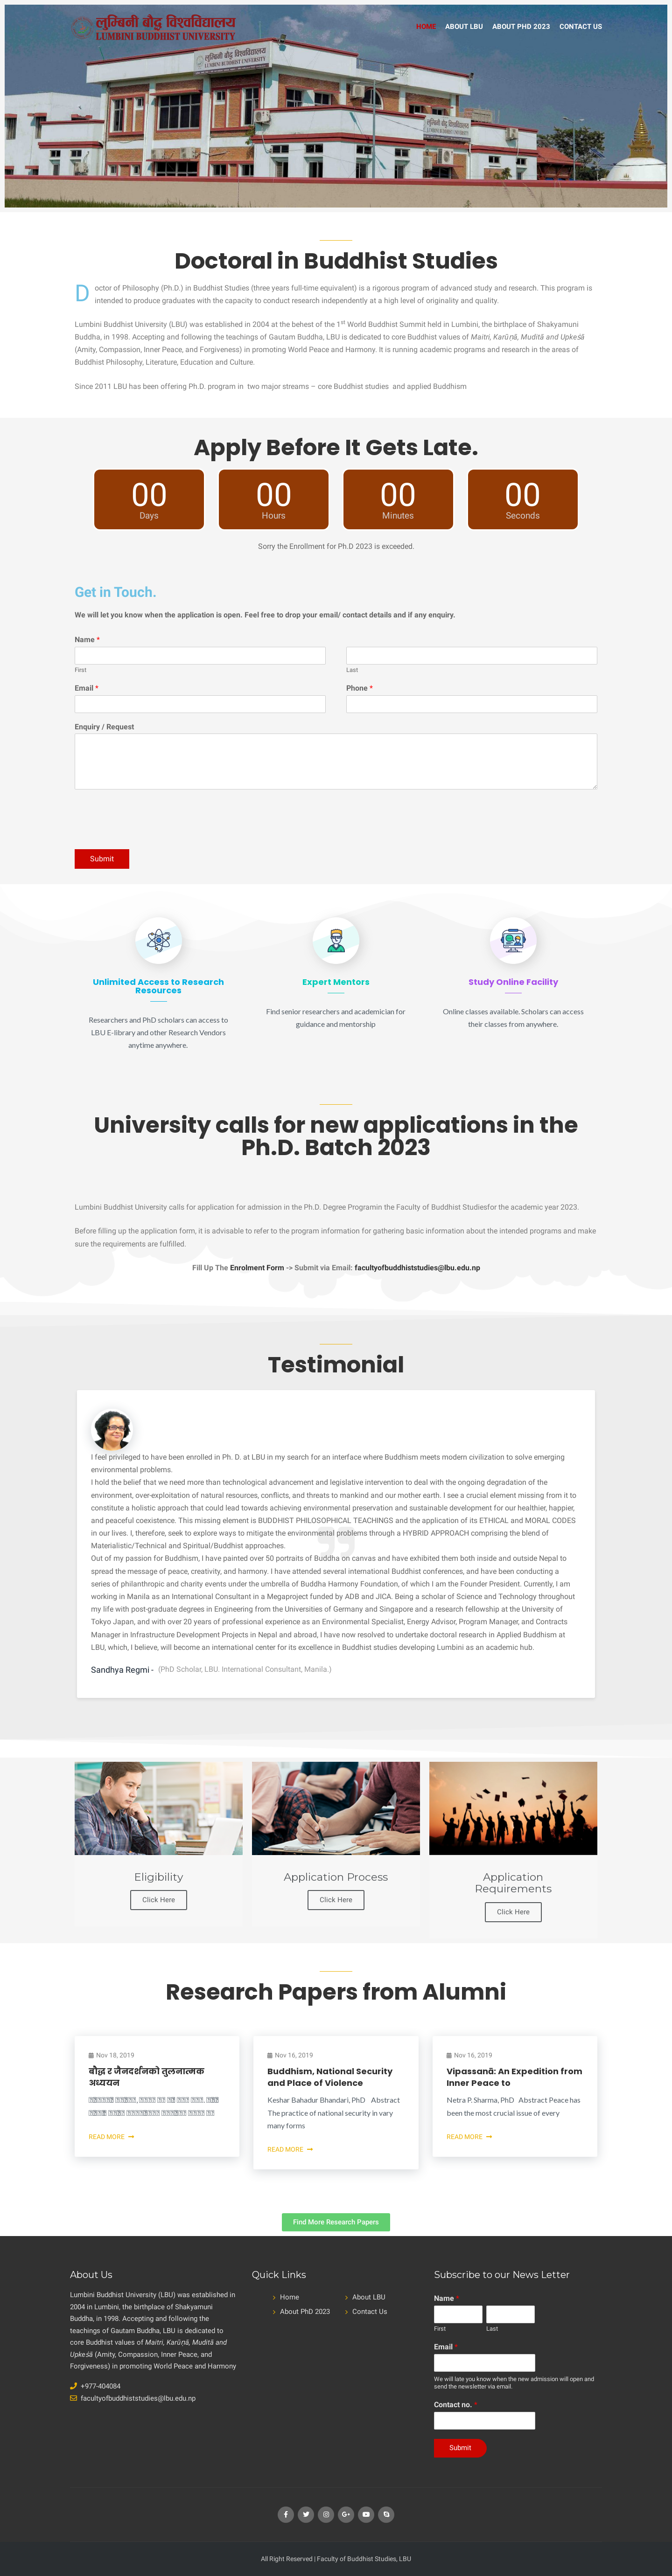 लुम्बिनी बौद्ध विश्वविद्यालय
LUMBINI BUDDHIST UNIVERSITY
HOME ABOUT LBU ABOUT PHD 2023 CONTACT US
Doctoral in Buddhist Studies
Doctor of Philosophy (Ph.D.) in Buddhist Studies (three years full-time equivalent) is a rigorous program of advanced study and research. This program is
intended to produce graduates with the capacity to conduct research independently at a high level of originality and quality.
Lumbini Buddhist University (LBU) was established in 2004 at the behest of the 1st World Buddhist Summit held in Lumbini, the birthplace of Shakyamuni
Buddha, in 1998. Accepting and following the teachings of Gautam Buddha, LBU is dedicated to core Buddhist values of Maitri, Karūṇā, Muditā and Upkeśā
(Amity, Compassion, Inner Peace, and Forgiveness) in promoting World Peace and Harmony. It is running academic programs and research in the areas of
Buddhist Philosophy, Literature, Education and Culture.
Since 2011 LBU has been offering Ph.D. program in two major streams – core Buddhist studies and applied Buddhism
Apply Before It Gets Late.
00 00 00 00
Days Hours Minutes Seconds
Sorry the Enrollment for Ph.D 2023 is exceeded.
Get in Touch.
We will let you know when the application is open. Feel free to drop your email/ contact details and if any enquiry.
Name *
First Last
Email * Phone *
Enquiry / Request
Submit
Unlimited Access to Research
Resources
Researchers and PhD scholars can access to
LBU E-library and other Research Vendors
anytime anywhere.
Expert Mentors
Find senior researchers and academician for
guidance and mentorship
Study Online Facility
Online classes available. Scholars can access
their classes from anywhere.
University calls for new applications in the
Ph.D. Batch 2023
Lumbini Buddhist University calls for application for admission in the Ph.D. Degree Programin the Faculty of Buddhist Studiesfor the academic year 2023.
Before filling up the application form, it is advisable to refer to the program information for gathering basic information about the intended programs and make
sure the requirements are fulfilled.
Fill Up The Enrolment Form -> Submit via Email: facultyofbuddhiststudies@lbu.edu.np
Testimonial
I feel privileged to have been enrolled in Ph. D. at LBU in my search for an interface where Buddhism meets modern civilization to solve emerging
environmental problems.
I hold the belief that we need more than technological advancement and legislative intervention to deal with the ongoing degradation of the
environment, over-exploitation of natural resources, conflicts, and threats to mankind and our mother earth. I see a crucial element missing from it to
constitute a holistic approach that could lead towards achieving environmental preservation and sustainable development for our healthier, happier,
and peaceful coexistence. This missing element is BUDDHIST PHILOSOPHICAL TEACHINGS and the application of its ETHICAL and MORAL CODES
in our lives. I, therefore, seek to explore ways to mitigate the environmental problems through a HYBRID APPROACH comprising the blend of
Materialistic/Technical and Spiritual/Buddhist approaches.
Out of my passion for Buddhism, I have painted over 50 portraits of Buddha on canvas and have exhibited them both inside and outside Nepal to
spread the message of peace, creativity, and harmony. I have attended several international Buddhist conferences, and have been conducting a
series of philanthropic and charity events under the umbrella of Buddha Harmony Foundation, of which I am the Founder President. Currently, I am
working in Manila as an International Consultant in a Megaproject funded by ADB and JICA. Being a scholar of Science and Technology throughout
my life with post-graduate degrees in Engineering from the Universities of Germany and Singapore and a research fellowship at the University of
Tokyo Japan, and with over 20 years of professional experience as an Environmental Specialist, Energy Advisor, Program Manager, and Contracts
Manager in Infrastructure Development Projects in Nepal and abroad, I have now resolved to undertake doctoral research in Applied Buddhism at
LBU, which, I believe, will become an international center for its excellence in Buddhist studies developing Lumbini as an academic hub.
Sandhya Regmi - (PhD Scholar, LBU. International Consultant, Manila.)
Eligibility
Click Here
Application Process
Click Here
Application
Requirements
Click Here
Research Papers from Alumni
Nov 18, 2019
बौद्ध र जैनदर्शनको तुलनात्मक
अध्ययन
READ MORE
Nov 16, 2019
Buddhism, National Security
and Place of Violence
Keshar Bahadur Bhandari, PhD Abstract
The practice of national security in vary
many forms
READ MORE
Nov 16, 2019
Vipassanā: An Expedition from
Inner Peace to
Netra P. Sharma, PhD Abstract Peace has
been the most crucial issue of every
READ MORE
Find More Research Papers
About Us
Lumbini Buddhist University (LBU) was established in
2004 in Lumbini, the birthplace of Shakyamuni
Buddha, in 1998. Accepting and following the
teachings of Gautam Buddha, LBU is dedicated to
core Buddhist values of Maitri, Karūṇā, Muditā and
Upkeśā (Amity, Compassion, Inner Peace, and
Forgiveness) in promoting World Peace and Harmony
+977-404084
facultyofbuddhiststudies@lbu.edu.np
Quick Links
Home About LBU
About PhD 2023 Contact Us
Subscribe to our News Letter
Name *
First Last
Email *
We will late you know when the new admission will open and
send the newsletter via email.
Contact no. *
Submit
All Right Reserved | Faculty of Buddhist Studies, LBU